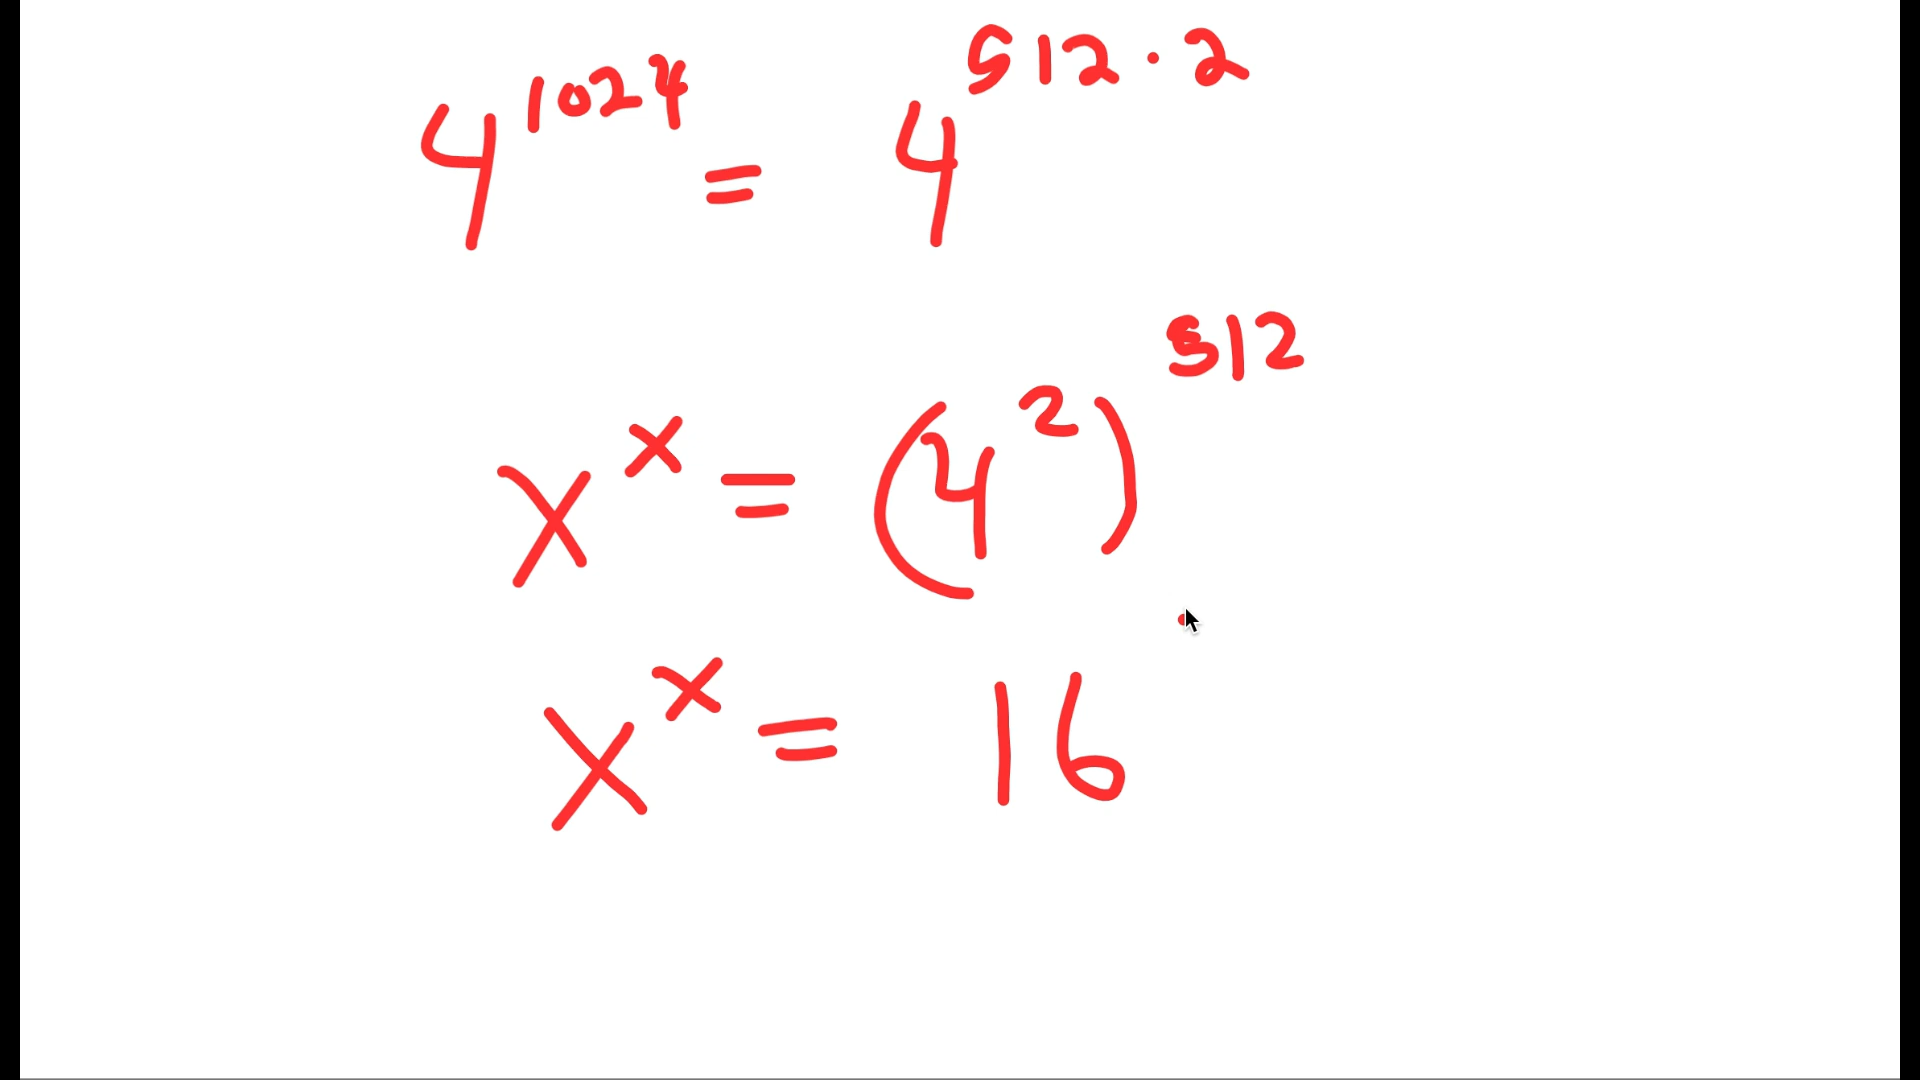 4^1024 = 4^512·2
x^x = (4^2)^512
x^x = 16